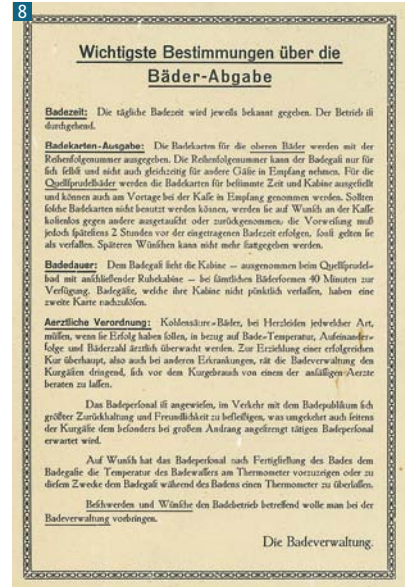 8
Wichtigste Bestimmungen über die
Bäder-Abgabe
Badezeit: Die tägliche Badezeit wird jeweils bekannt gegeben. Der Betrieb ist
durchgehend.
Badekarten-Ausgabe: Die Badekarten für die oberen Bäder werden mit der
Reihenfolgenummer ausgegeben. Die Reihenfolgenummer kann der Badegast nur für
sich selbst und nicht auch gleichzeitig für andere Gäste in Empfang nehmen. Für die
Quellsprudelbäder werden die Badekarten für bestimmte Zeit und Kabine ausgestellt
und können auch am Vortage bei der Kasse in Empfang genommen werden. Sollten
solche Badekarten nicht benutzt werden können, werden sie auf Wunsch an der Kasse
kostenlos gegen andere ausgetauscht oder zurückgenommen; die Vorweisung muß
jedoch spätestens 2 Stunden vor der eingetragenen Badezeit erfolgen, sonst gelten sie
als verfallen. Späteren Wünschen kann nicht mehr stattgegeben werden.
Badedauer: Dem Badegast steht die Kabine — ausgenommen beim Quellsprudel-
bad mit anschließender Ruhekabine — bei sämtlichen Bäderformen 40 Minuten zur
Verfügung. Badegäste, welche ihre Kabine nicht pünktlich verlassen, haben eine
zweite Karte nachzulösen.
Aerztliche Verordnung: Kohlensäure-Bäder, bei Herzleiden jedweicher Art,
müssen, wenn sie Erfolg haben sollen, in bezug auf Bade-Temperatur, Aufeinander-
folge und Bäderzahl ärztlich überwacht werden. Zur Erzielung einer erfolgreichen
Kur überhaupt, also auch bei anderen Erkrankungen, rät die Badeverwaltung den
Kurgästen dringend, sich vor dem Kurgebrauch von einem der ansässigen Aerzte
beraten zu lassen.
Das Badepersonal ist angewiesen, im Verkehr mit dem Badepublikum sich
größter Zurückhaltung und Freundlichkeit zu befleißigen, was umgekehrt auch seitens
der Kurgäste dem besonders bei großem Andrang angestrengt tätigen Badepersonal
erwartet wird.
Auf Wunsch hat das Badepersonal nach Fertigstellung des Bades dem
Badegaste die Temperatur des Badewassers am Thermometer vorzuzeigen oder zu
diesem Zwecke dem Badegast während des Badens einen Thermometer zu überlassen.
Beschwerden und Wünsche den Badebetrieb betreffend wolle man bei der
Badeverwaltung vorbringen.
Die Badeverwaltung.